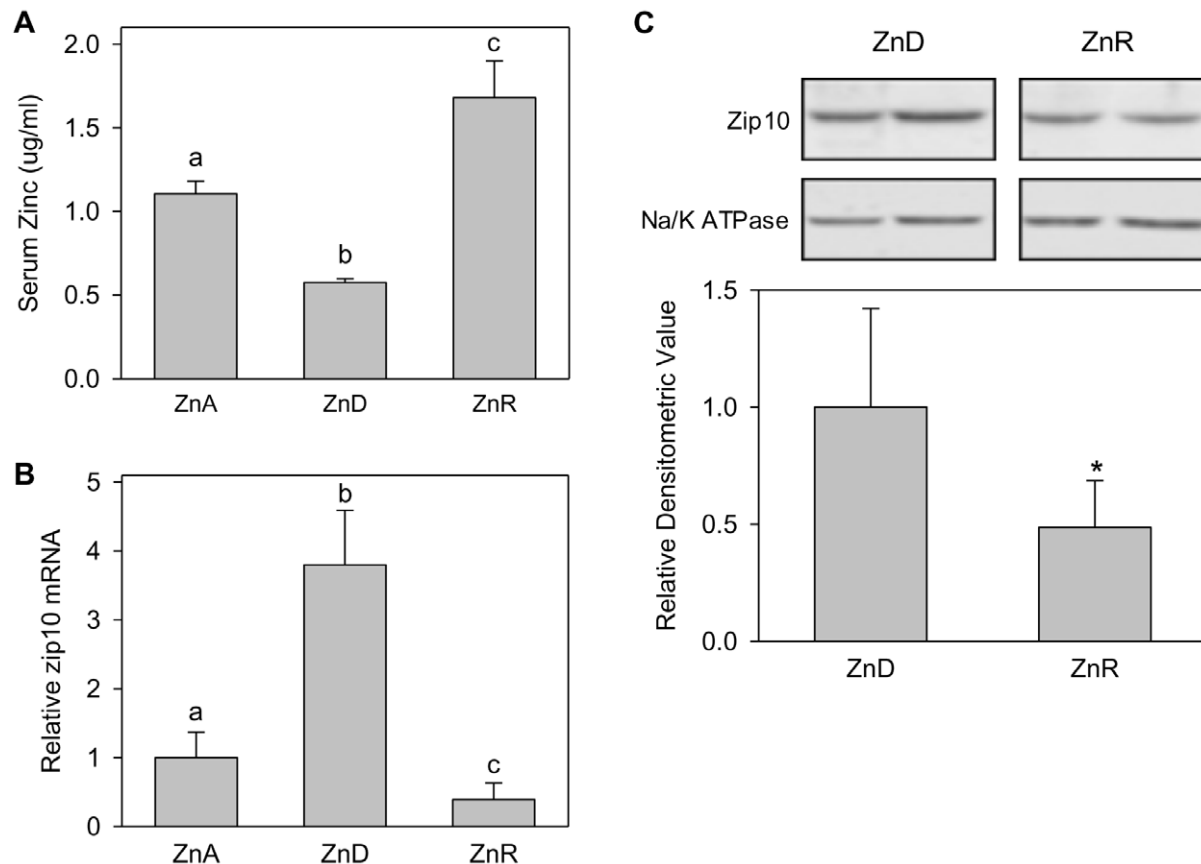 A
Serum Zinc (ug/ml)
2.0
1.5
1.0
0.5
0.0
a
b
c
ZnA ZnD ZnR
B
Relative zip10 mRNA
5
4
3
2
1
0
a
b
c
ZnA ZnD ZnR
C
ZnD ZnR
Zip10
Na/K ATPase
Relative Densitometric Value
1.5
1.0
0.5
0.0
*
ZnD ZnR